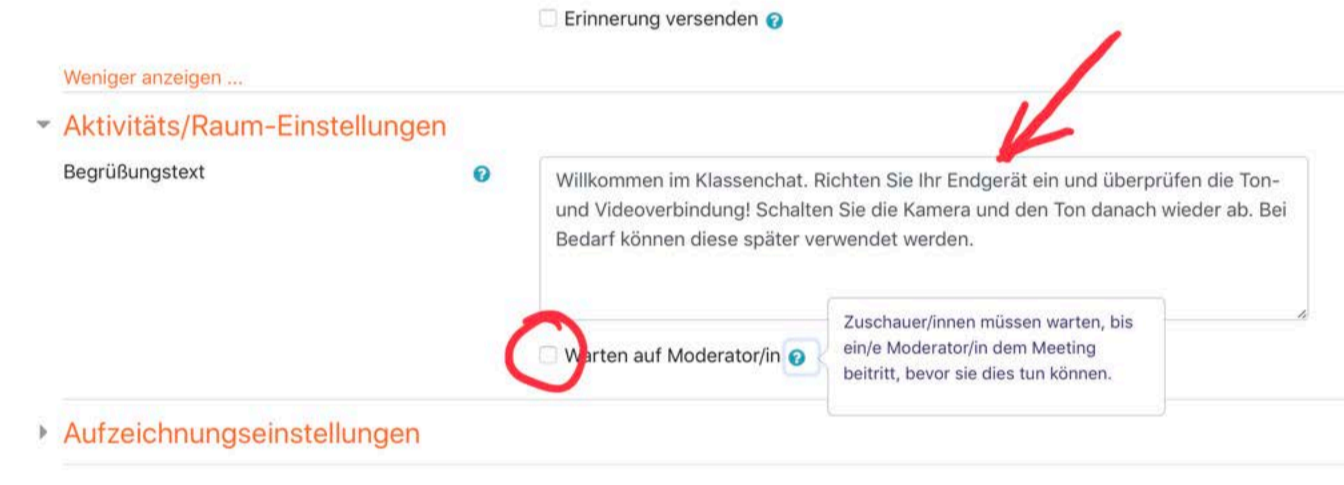 Erinnerung versenden ?
Weniger anzeigen ...
Aktivitäts/Raum-Einstellungen
Begrüßungstext ?
Willkommen im Klassenchat. Richten Sie Ihr Endgerät ein und überprüfen die Ton-
und Videoverbindung! Schalten Sie die Kamera und den Ton danach wieder ab. Bei
Bedarf können diese später verwendet werden.
Warten auf Moderator/in ?
Zuschauer/innen müssen warten, bis
ein/e Moderator/in dem Meeting
beitritt, bevor sie dies tun können.
Aufzeichnungseinstellungen